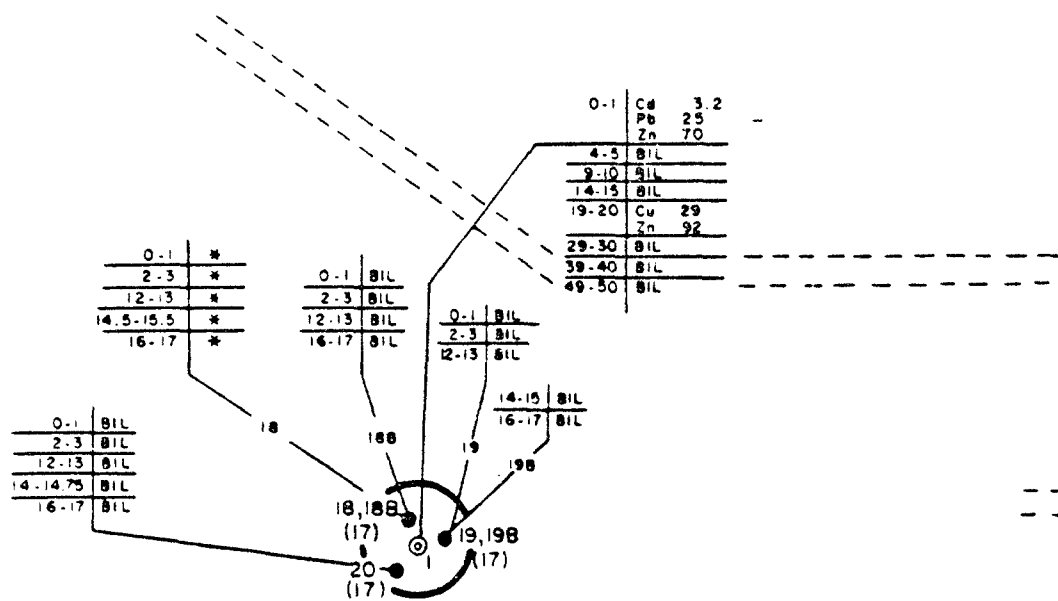 0-1 Cd 3.2
Pb 25
Zn 70
4-5 BIL
9-10 BIL
14-15 BIL
19-20 Cu 29
Zn 92
29-30 BIL
39-40 BIL
49-50 BIL
0-1 *
2-3 *
12-13 *
14.5-15.5 *
16-17 *
0-1 BIL
2-3 BIL
12-13 BIL
16-17 BIL
0-1 BIL
2-3 BIL
12-13 BIL
14-15 BIL
16-17 BIL
0-1 BIL
2-3 BIL
12-13 BIL
14-14.75 BIL
16-17 BIL
18
18B
19
19B
18,18B
(17)
19,19B
(17)
1
20
(17)